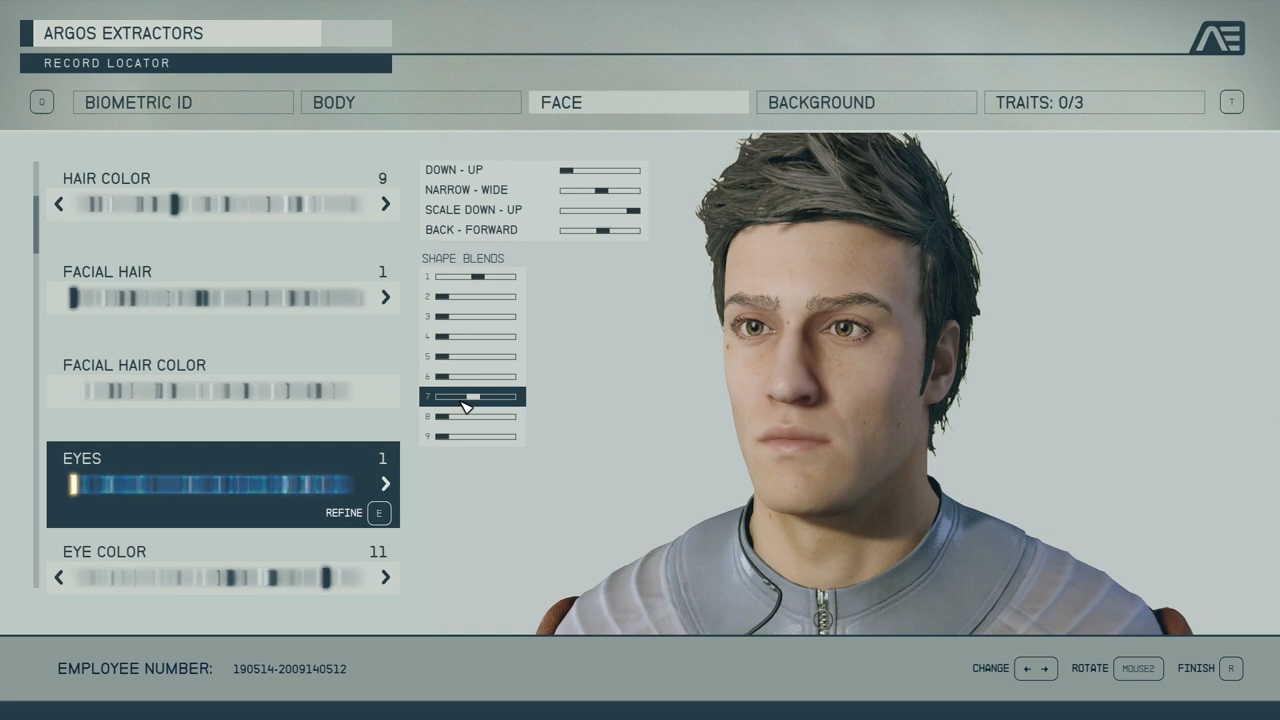 ARGOS EXTRACTORS
RECORD LOCATOR
AE
Q
BIOMETRIC ID
BODY
FACE
BACKGROUND
TRAITS: 0/3
T
HAIR COLOR 9
FACIAL HAIR 1
FACIAL HAIR COLOR
EYES 1
REFINE E
EYE COLOR 11
DOWN - UP
NARROW - WIDE
SCALE DOWN - UP
BACK - FORWARD
SHAPE BLENDS
1
2
3
4
5
6
7
8
9
EMPLOYEE NUMBER: 190514-2009140512
CHANGE ← → ROTATE MOUSE2 FINISH R